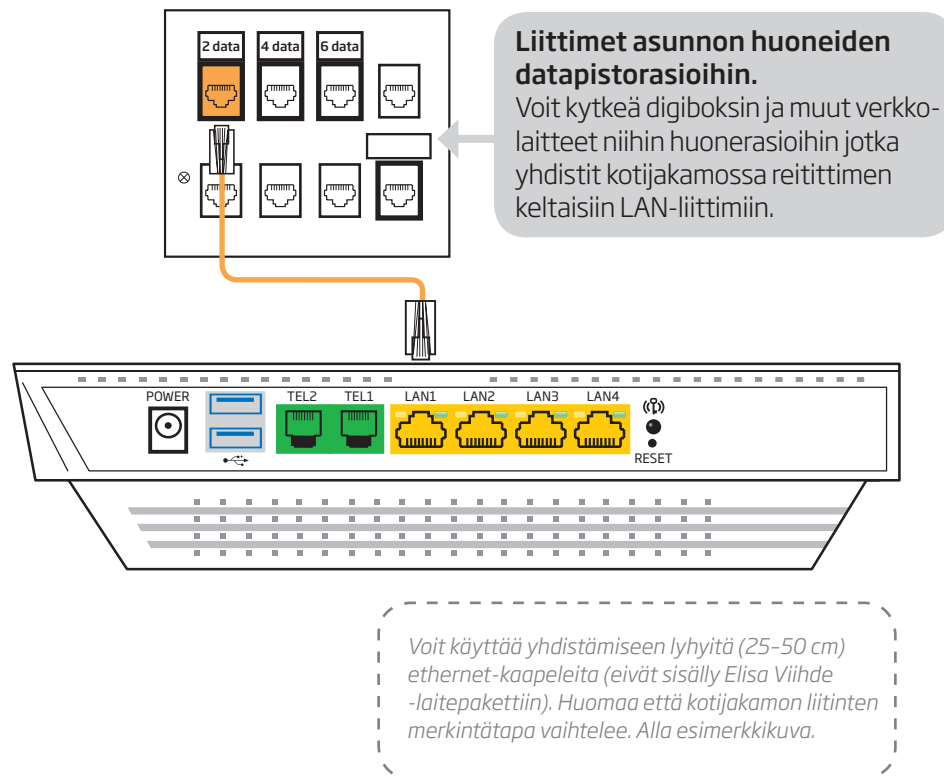 2 data 4 data 6 data
Liittimet asunnon huoneiden
datapistorasioihin.
Voit kytkeä digiboksin ja muut verkko-
laitteet niihin huonerasioihin jotka
yhdistit kotijakamossa reitittimen
keltaisiin LAN-liittimiin.
POWER TEL2 TEL1 LAN1 LAN2 LAN3 LAN4
RESET
Voit käyttää yhdistämiseen lyhyitä (25–50 cm)
ethernet-kaapeleita (eivät sisälly Elisa Viihde
-laitepakettiin). Huomaa että kotijakamon liitinten
merkintätapa vaihtelee. Alla esimerkkikuva.